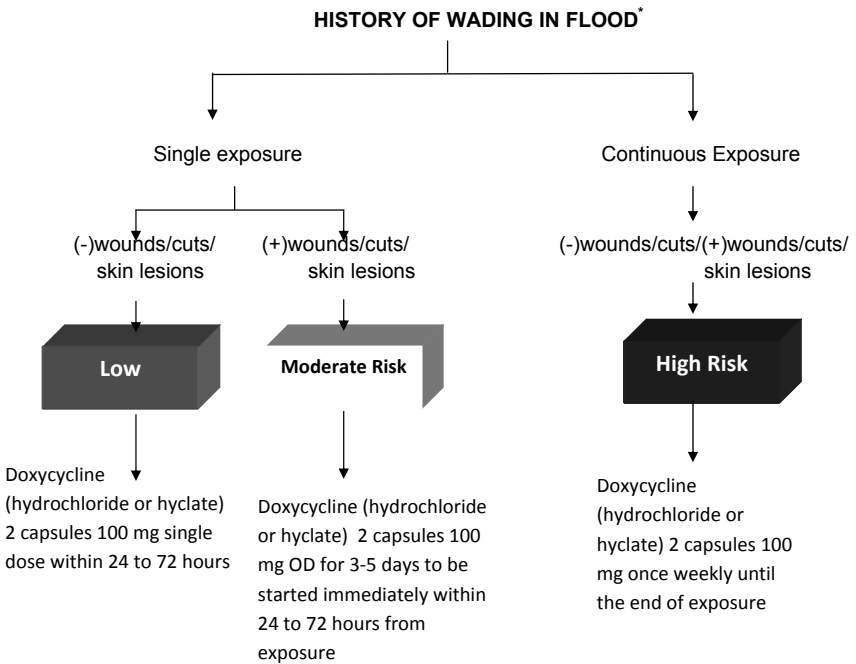 HISTORY OF WADING IN FLOOD*
Single exposure
Continuous Exposure
(-)wounds/cuts/
skin lesions
(+)wounds/cuts/
skin lesions
(-)wounds/cuts/(+)wounds/cuts/
skin lesions
Low
Moderate Risk
High Risk
Doxycycline
(hydrochloride or hyclate)
2 capsules 100 mg single
dose within 24 to 72 hours
Doxycycline (hydrochloride
or hyclate) 2 capsules 100
mg OD for 3-5 days to be
started immediately within
24 to 72 hours from
exposure
Doxycycline
(hydrochloride or
hyclate) 2 capsules 100
mg once weekly until
the end of exposure